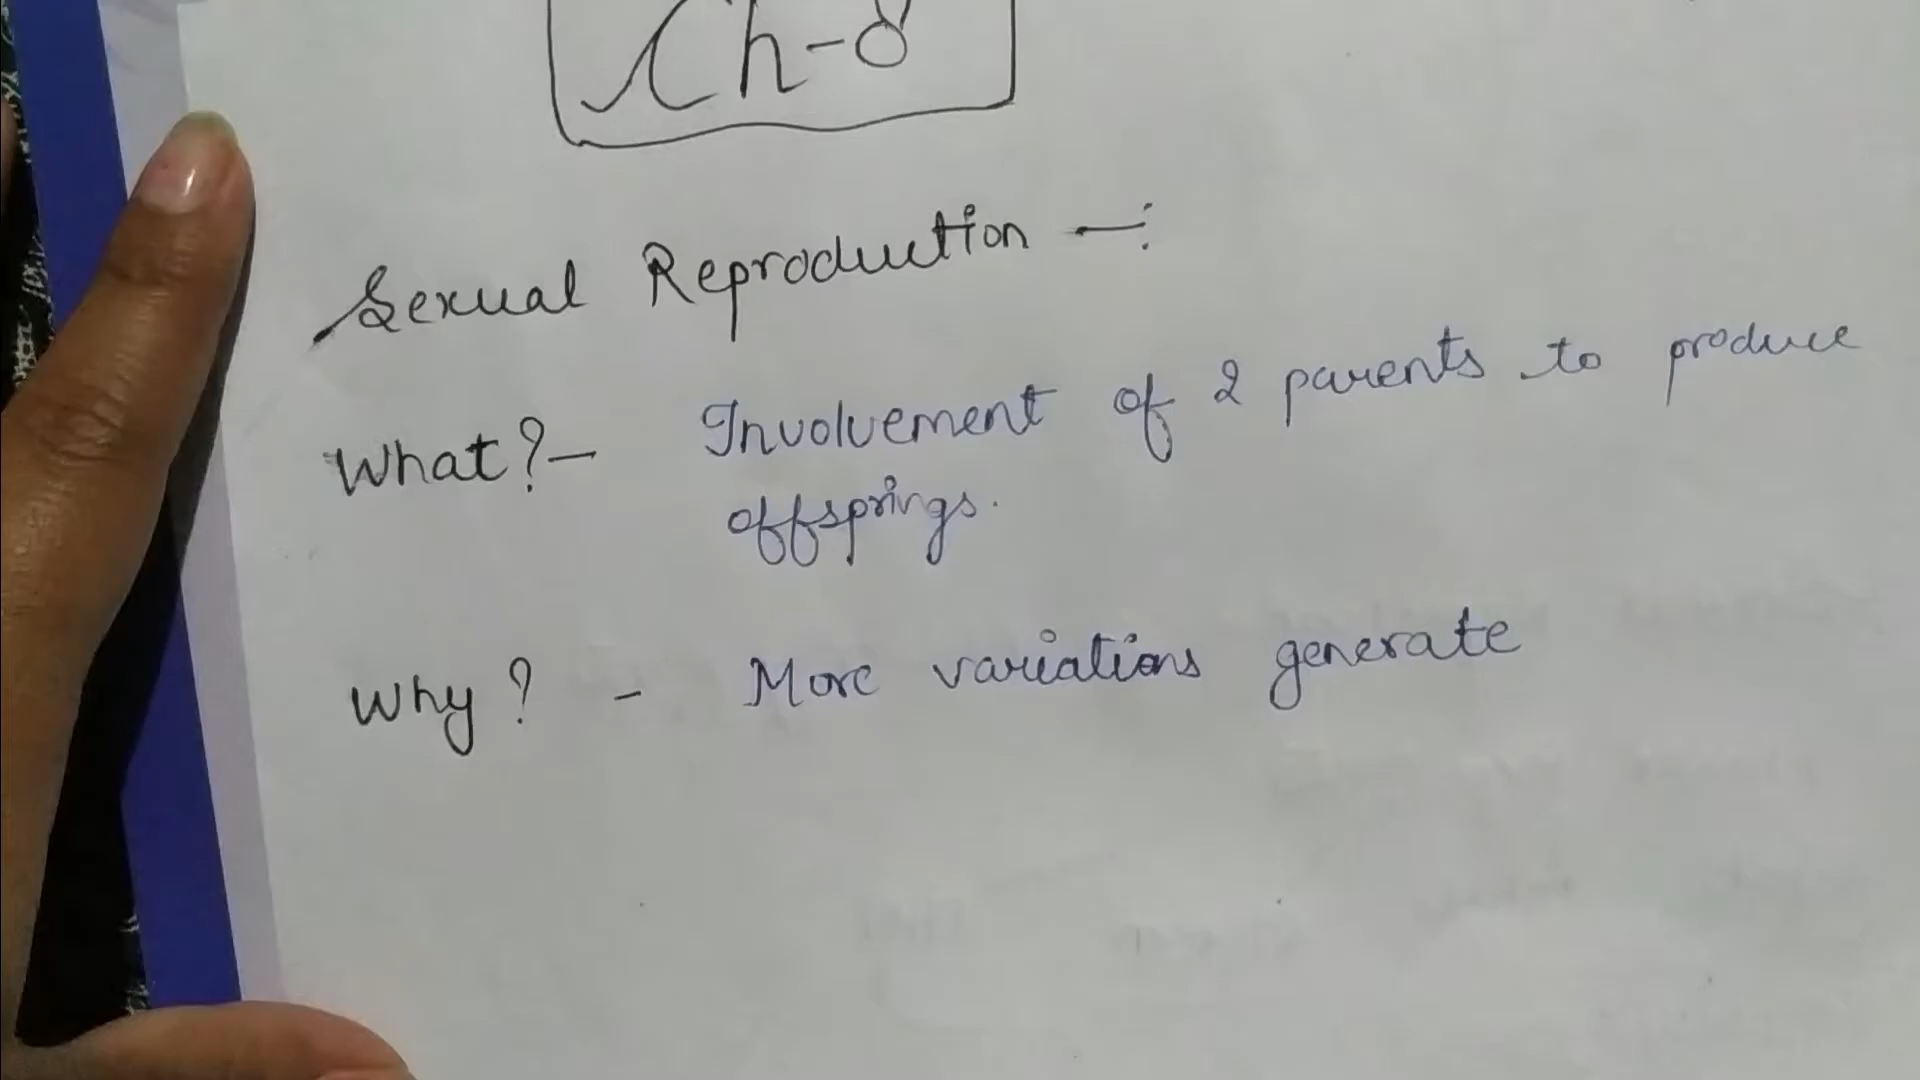 Ch-8
Sexual Reproduction —:
What?- Involvement of 2 parents to produce
offsprings.
Why? - More variations generate